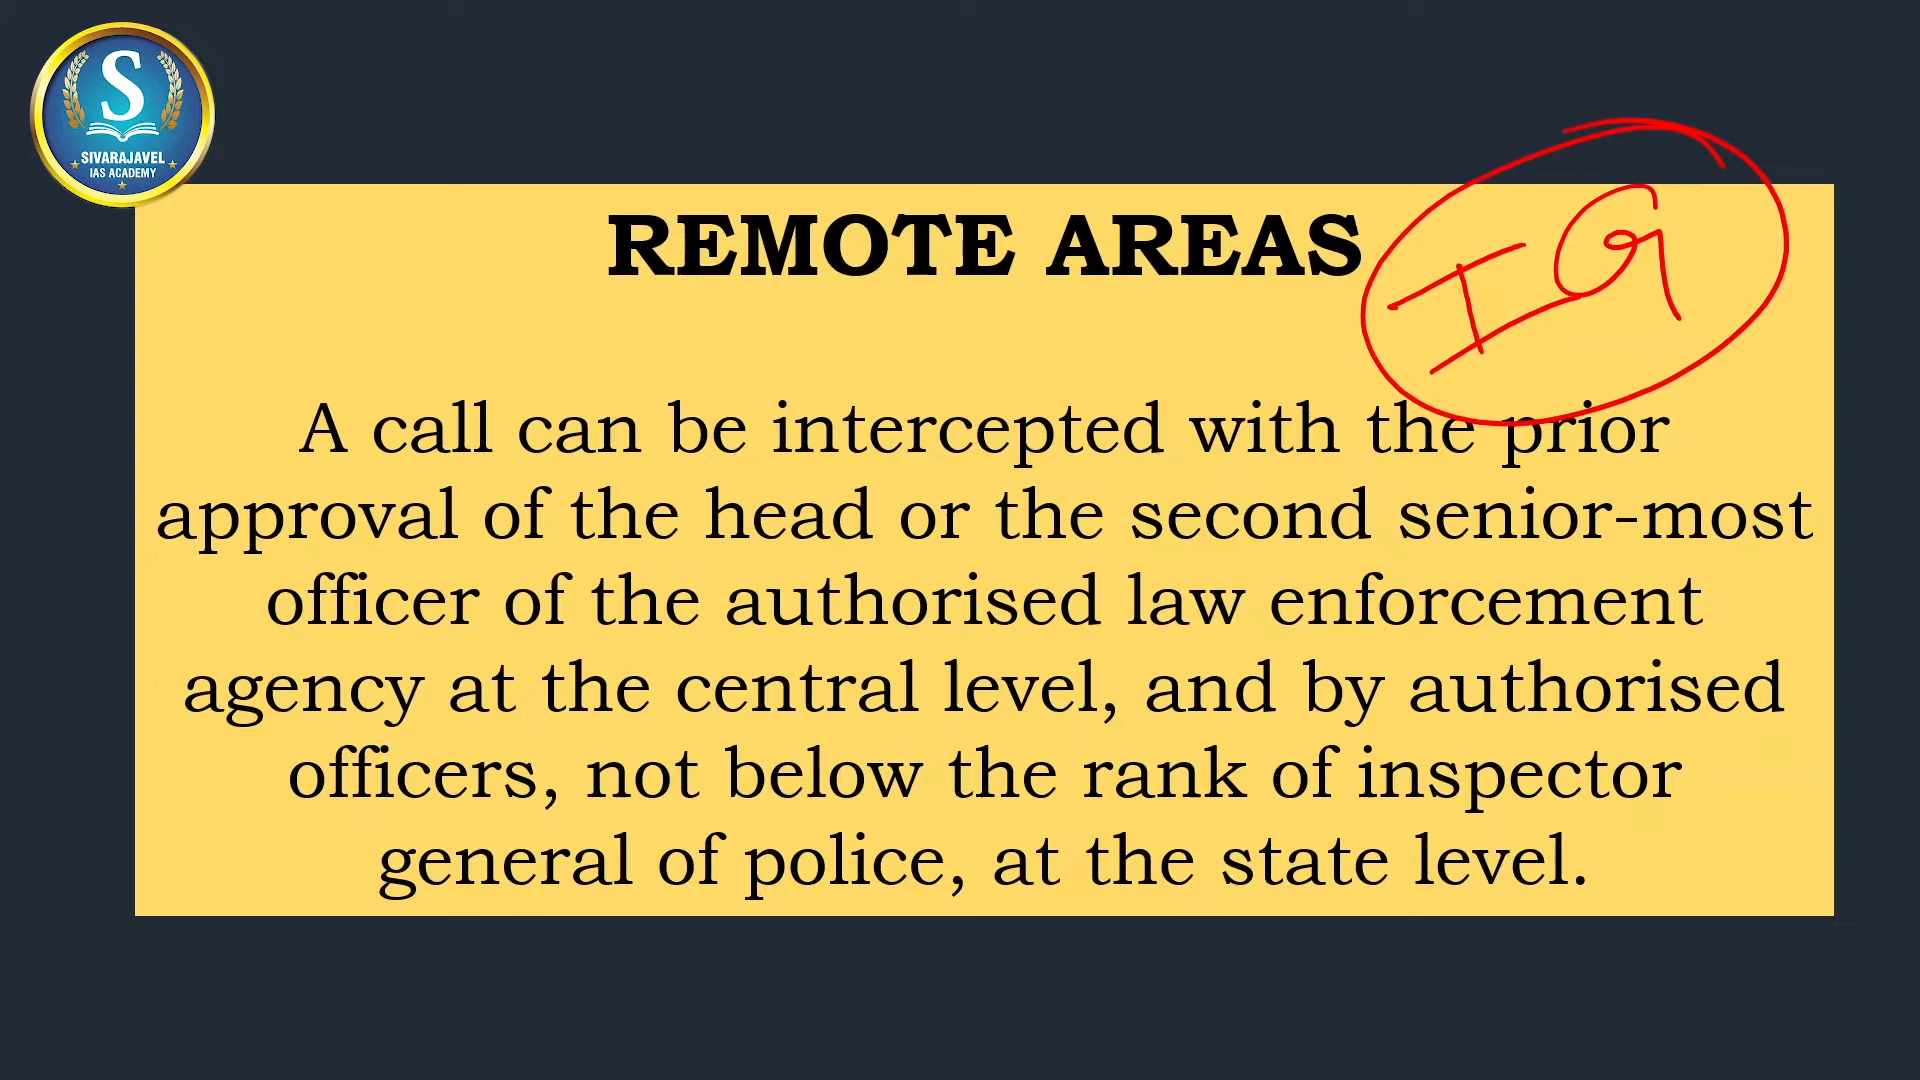 S
SIVARAJAVEL
IAS ACADEMY
REMOTE AREAS
IG
A call can be intercepted with the prior
approval of the head or the second senior-most
officer of the authorised law enforcement
agency at the central level, and by authorised
officers, not below the rank of inspector
general of police, at the state level.